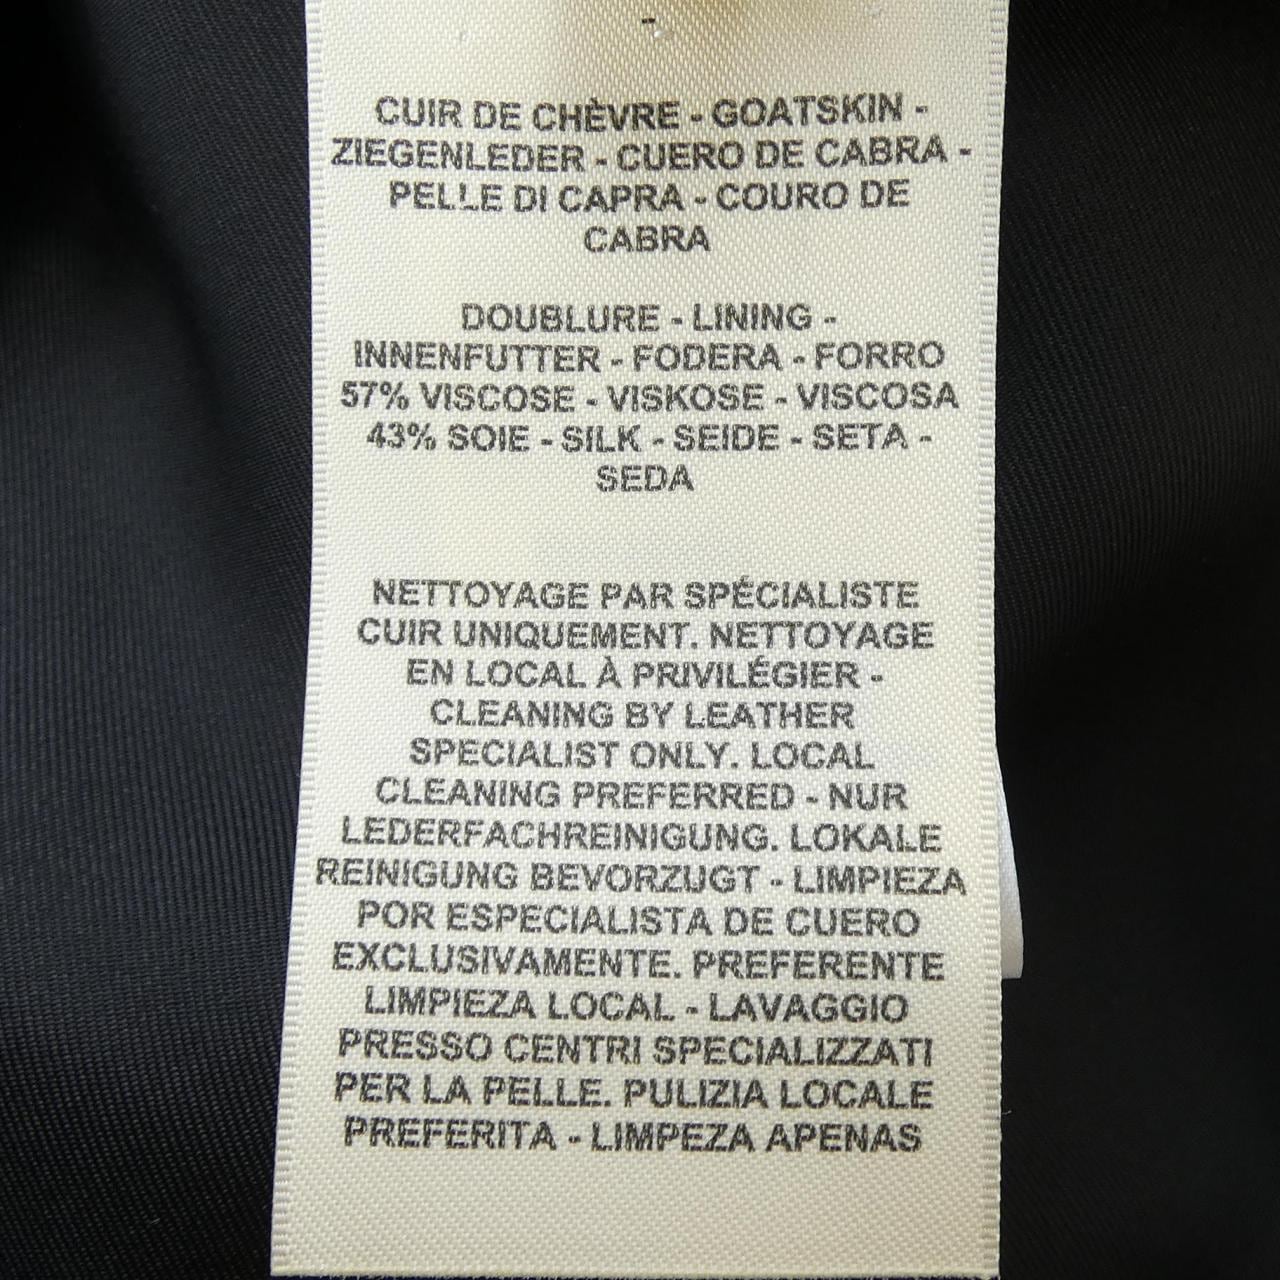 CUIR DE CHÈVRE - GOATSKIN -
ZIEGENLEDER - CUERO DE CABRA -
PELLE DI CAPRA - COURO DE
CABRA
DOUBLURE - LINING -
INNENFUTTER - FODERA - FORRO
57% VISCOSE - VISKOSE - VISCOSA
43% SOIE - SILK - SEIDE - SETA -
SEDA
NETTOYAGE PAR SPÉCIALISTE
CUIR UNIQUEMENT. NETTOYAGE
EN LOCAL À PRIVILÉGIER -
CLEANING BY LEATHER
SPECIALIST ONLY. LOCAL
CLEANING PREFERRED - NUR
LEDERFACHREINIGUNG. LOKALE
REINIGUNG BEVORZUGT - LIMPIEZA
POR ESPECIALISTA DE CUERO
EXCLUSIVAMENTE. PREFERENTE
LIMPIEZA LOCAL - LAVAGGIO
PRESSO CENTRI SPECIALIZZATI
PER LA PELLE. PULIZIA LOCALE
PREFERITA - LIMPEZA APENAS